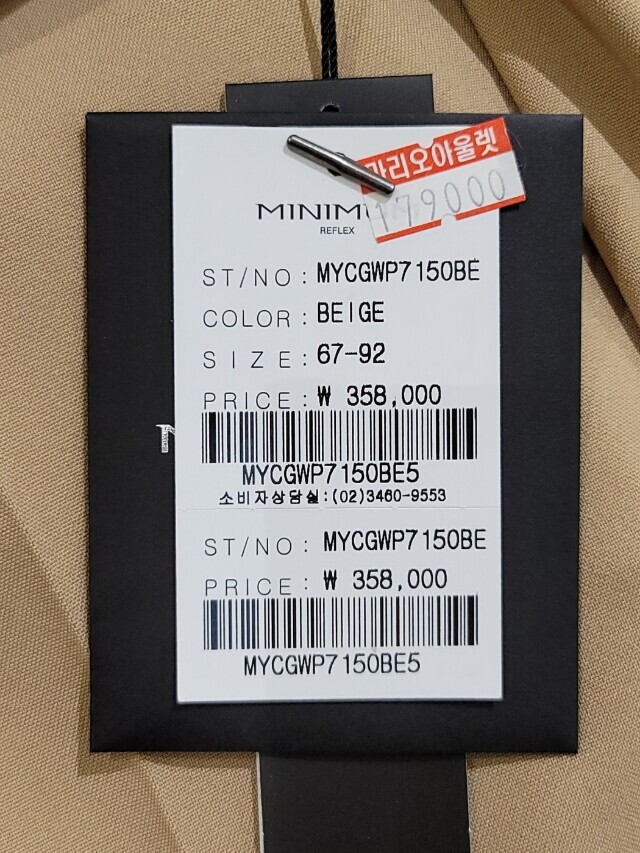 마리오아울렛
179000
MINIMU
REFLEX
ST/NO : MYCGWP7150BE
COLOR : BEIGE
SIZE : 67-92
PRICE : ₩ 358,000
MYCGWP7150BE5
소비자상담실:(02)3460-9553
ST/NO : MYCGWP7150BE
PRICE : ₩ 358,000
MYCGWP7150BE5